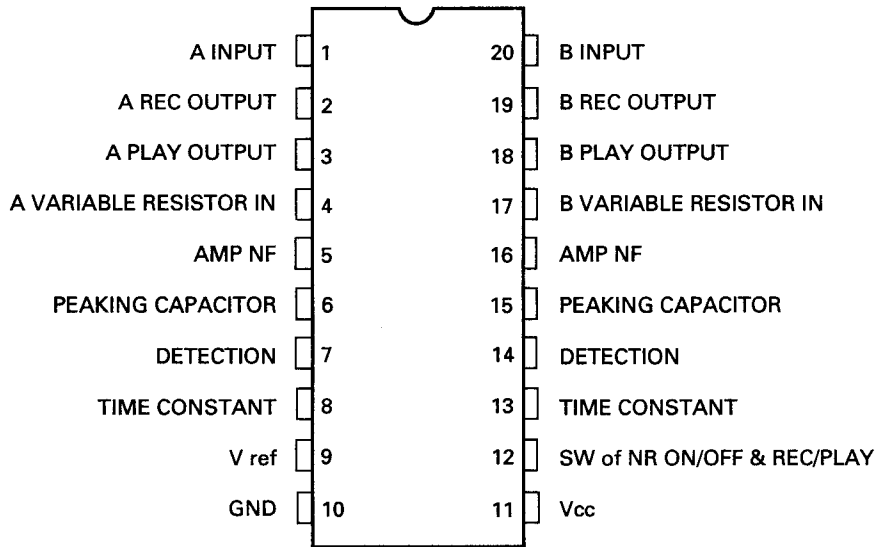 A INPUT 1 20 B INPUT
A REC OUTPUT 2 19 B REC OUTPUT
A PLAY OUTPUT 3 18 B PLAY OUTPUT
A VARIABLE RESISTOR IN 4 17 B VARIABLE RESISTOR IN
AMP NF 5 16 AMP NF
PEAKING CAPACITOR 6 15 PEAKING CAPACITOR
DETECTION 7 14 DETECTION
TIME CONSTANT 8 13 TIME CONSTANT
V ref 9 12 SW of NR ON/OFF & REC/PLAY
GND 10 11 Vcc